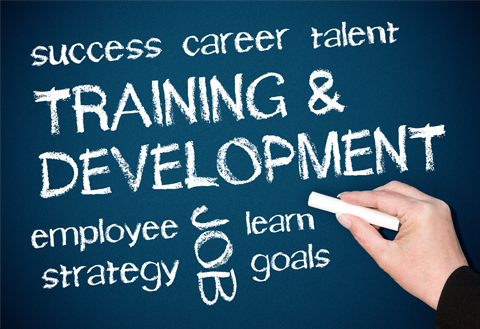 success career talent
TRAINING &
DEVELOPMENT
employee JOB learn
strategy goals